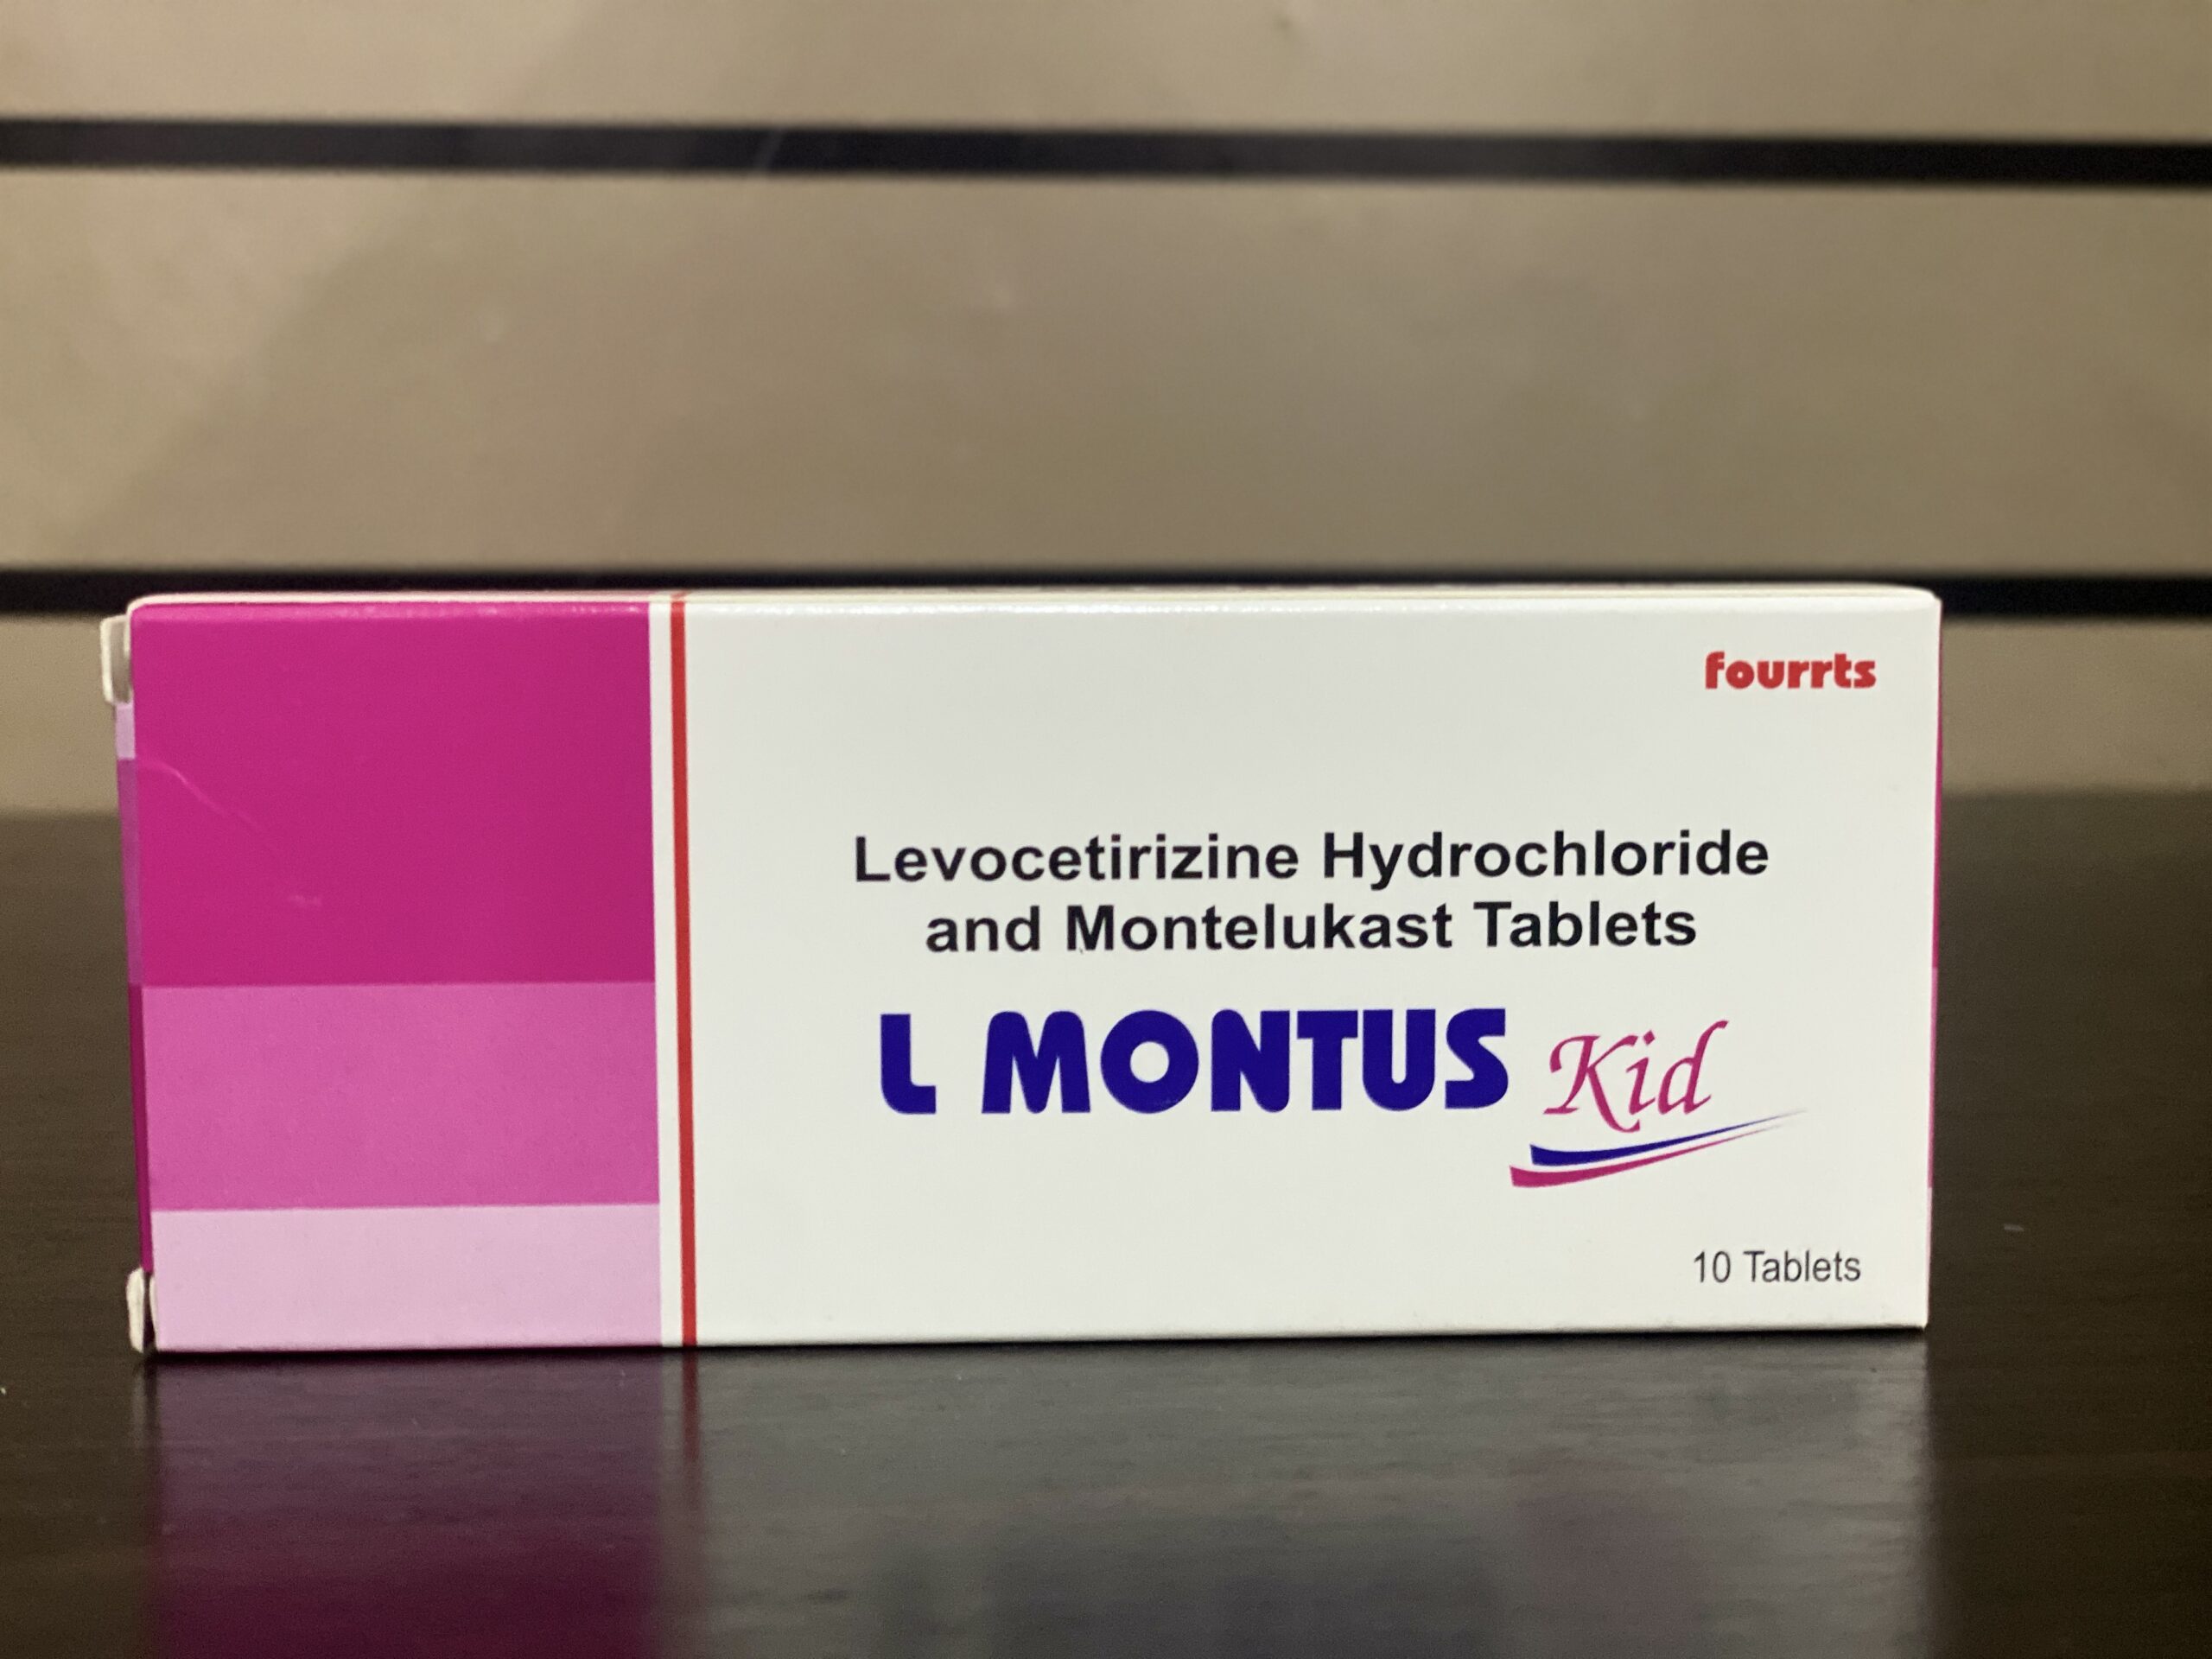 fourrts
Levocetirizine Hydrochloride
and Montelukast Tablets
L MONTUS Kid
10 Tablets